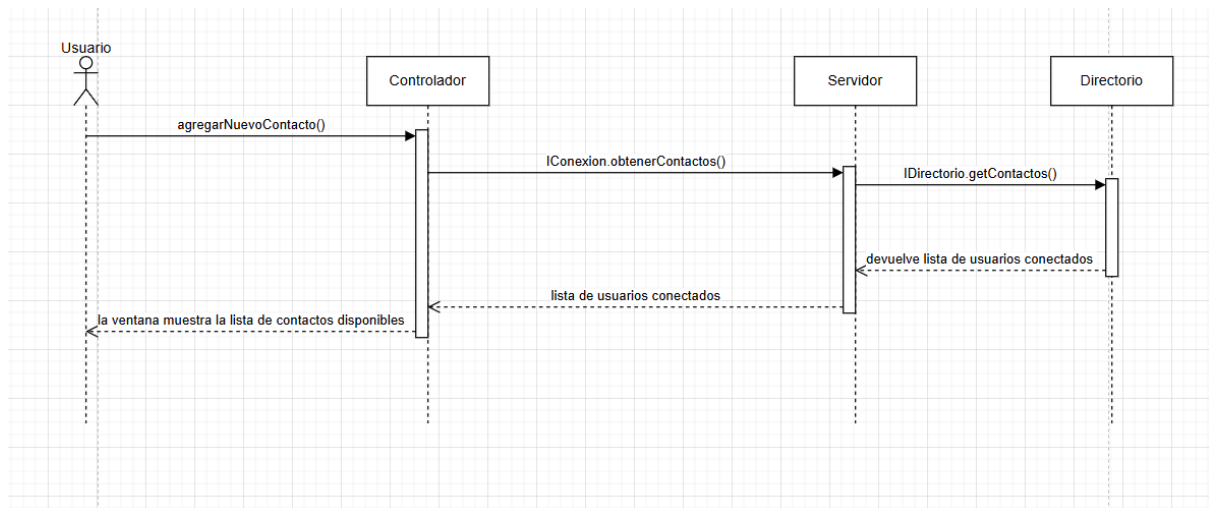 Usuario
Controlador
Servidor
Directorio
agregarNuevoContacto()
IConexion.obtenerContactos()
IDirectorio.getContactos()
devuelve lista de usuarios conectados
lista de usuarios conectados
la ventana muestra la lista de contactos disponibles